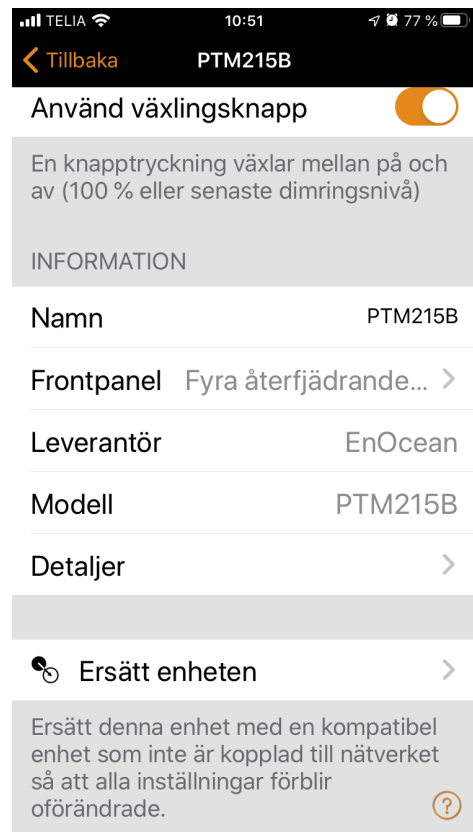 TELIA 10:51 77 %
Tillbaka PTM215B
Använd växlingsknapp
En knapptryckning växlar mellan på och
av (100 % eller senaste dimringsnivå)
INFORMATION
Namn PTM215B
Frontpanel Fyra återfjädrande...
Leverantör EnOcean
Modell PTM215B
Detaljer
Ersätt enheten
Ersätt denna enhet med en kompatibel
enhet som inte är kopplad till nätverket
så att alla inställningar förblir
oförändrade.
?